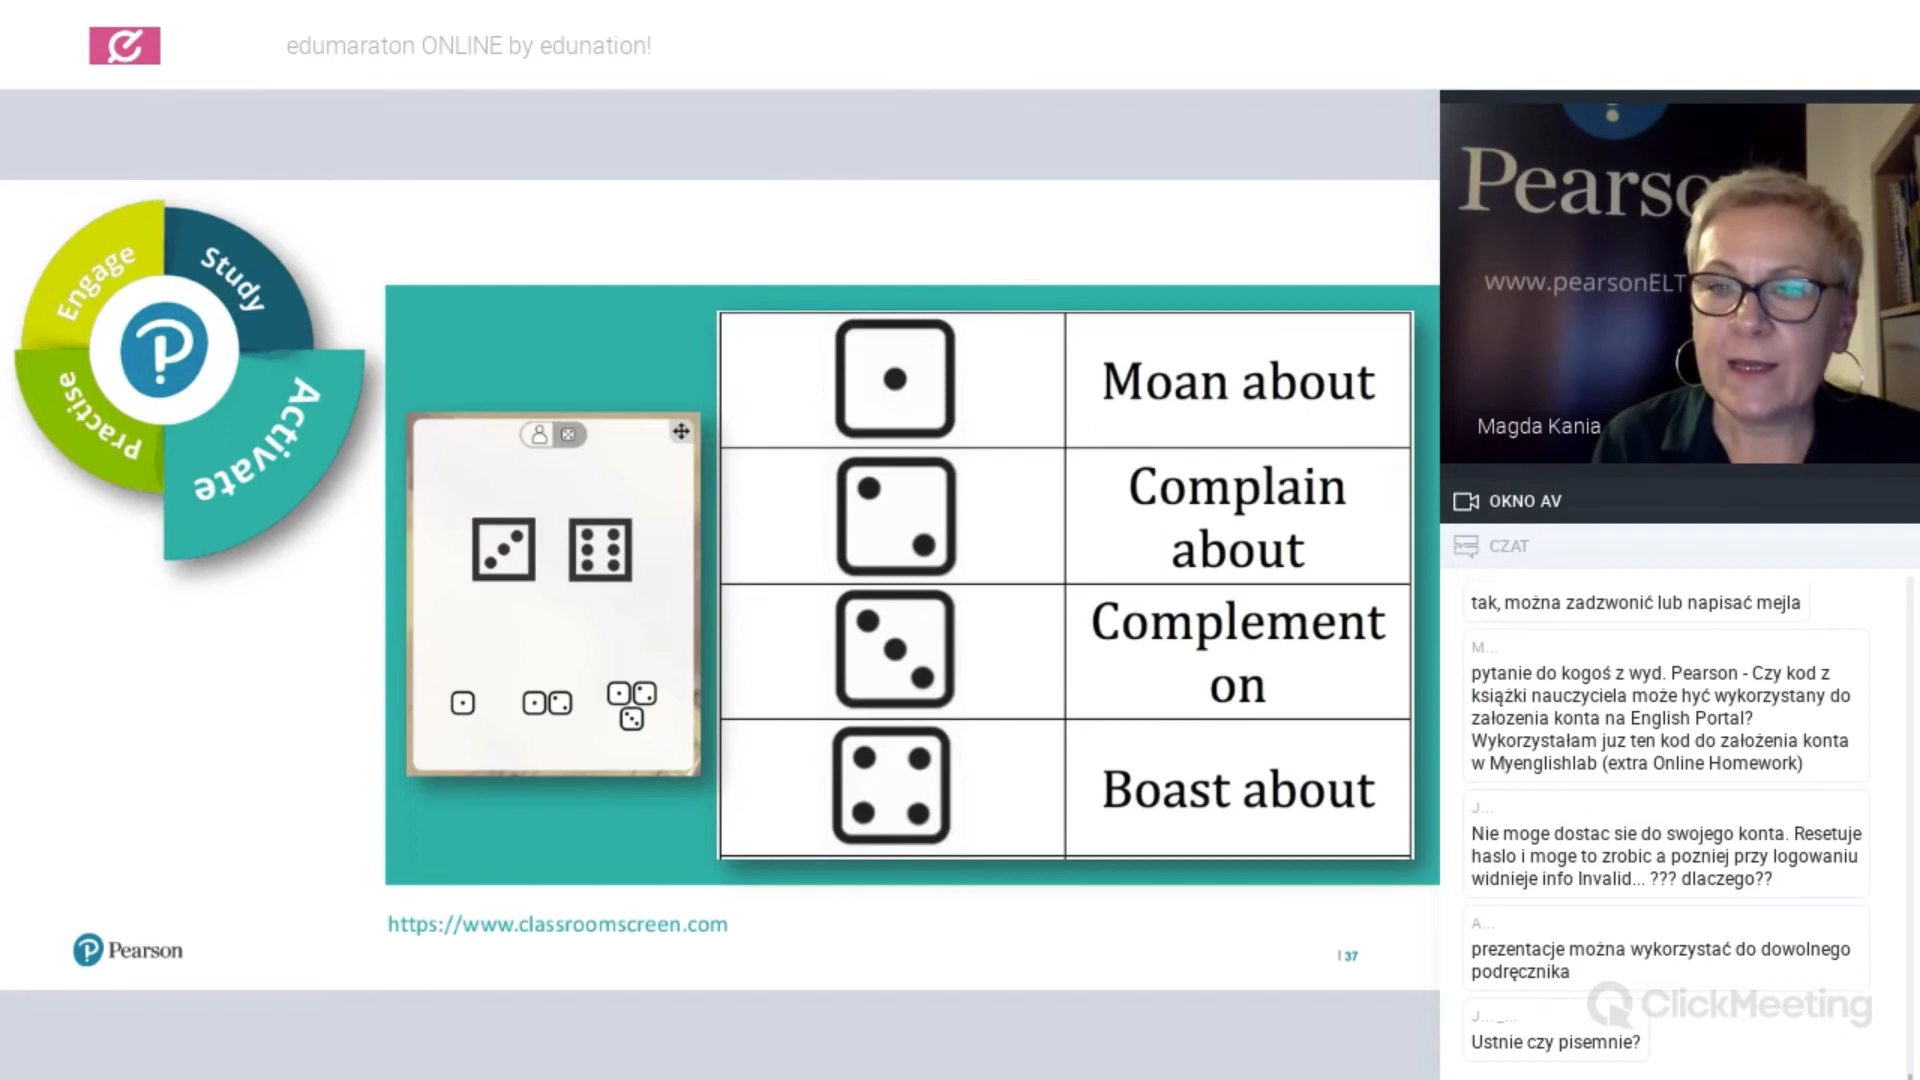 edumaraton ONLINE by edunation!
Engage
Study
Practise
Activate
Moan about
Complain
about
Complement
on
Boast about
https://www.classroomscreen.com
Pearson
| 37
Pearso
www.pearsonELT
Magda Kania
OKNO AV
CZAT
tak, można zadzwonić lub napisać mejla
M...
pytanie do kogoś z wyd. Pearson - Czy kod z
książki nauczyciela może hyć wykorzystany do
załozenia konta na English Portal?
Wykorzystałam juz ten kod do założenia konta
w Myenglishlab (extra Online Homework)
J...
Nie moge dostac sie do swojego konta. Resetuje
haslo i moge to zrobic a pozniej przy logowaniu
widnieje info Invalid... ??? dlaczego??
A...
prezentacje można wykorzystać do dowolnego
podręcznika
ClickMeeting
J... _...
Ustnie czy pisemnie?